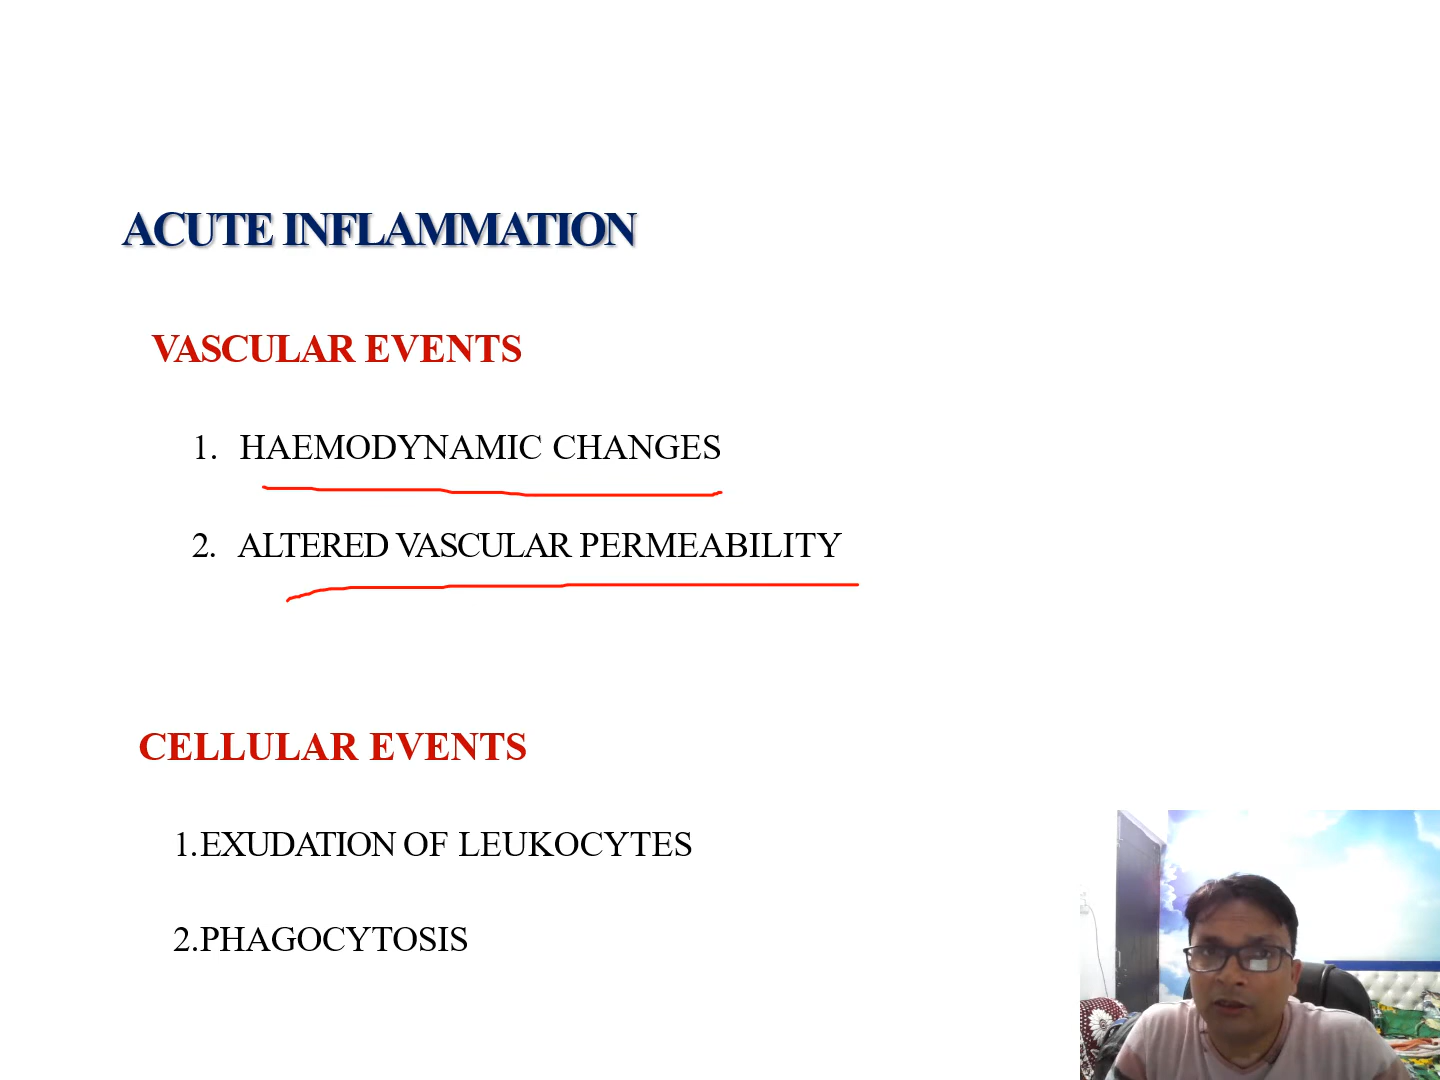 ACUTE INFLAMMATION
VASCULAR EVENTS
1. HAEMODYNAMIC CHANGES
2. ALTERED VASCULAR PERMEABILITY
CELLULAR EVENTS
1.EXUDATION OF LEUKOCYTES
2.PHAGOCYTOSIS